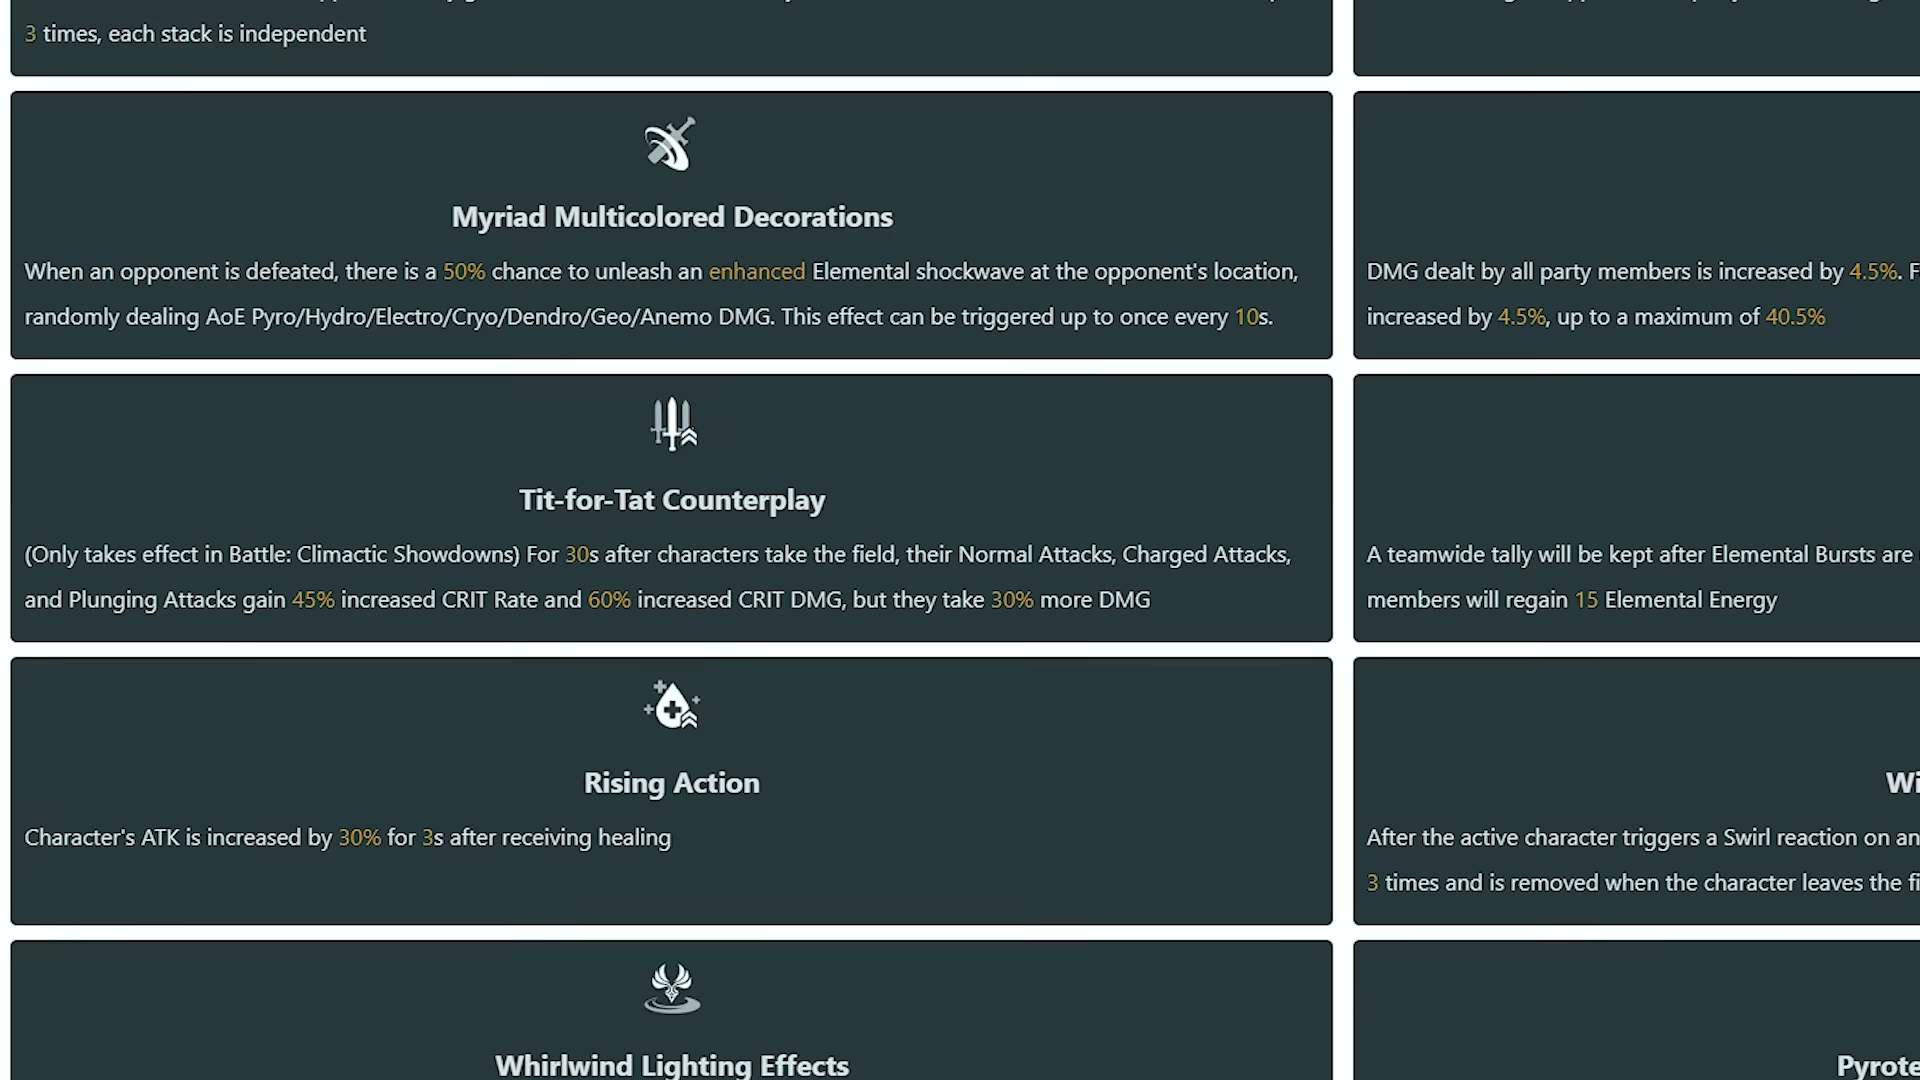 3 times, each stack is independent
Myriad Multicolored Decorations
When an opponent is defeated, there is a 50% chance to unleash an enhanced Elemental shockwave at the opponent's location,
randomly dealing AoE Pyro/Hydro/Electro/Cryo/Dendro/Geo/Anemo DMG. This effect can be triggered up to once every 10s.
DMG dealt by all party members is increased by 4.5%. F
increased by 4.5%, up to a maximum of 40.5%
Tit-for-Tat Counterplay
(Only takes effect in Battle: Climactic Showdowns) For 30s after characters take the field, their Normal Attacks, Charged Attacks,
and Plunging Attacks gain 45% increased CRIT Rate and 60% increased CRIT DMG, but they take 30% more DMG
A teamwide tally will be kept after Elemental Bursts are
members will regain 15 Elemental Energy
Rising Action
Character's ATK is increased by 30% for 3s after receiving healing
Wi
After the active character triggers a Swirl reaction on an
3 times and is removed when the character leaves the fi
Whirlwind Lighting Effects
Pyrote